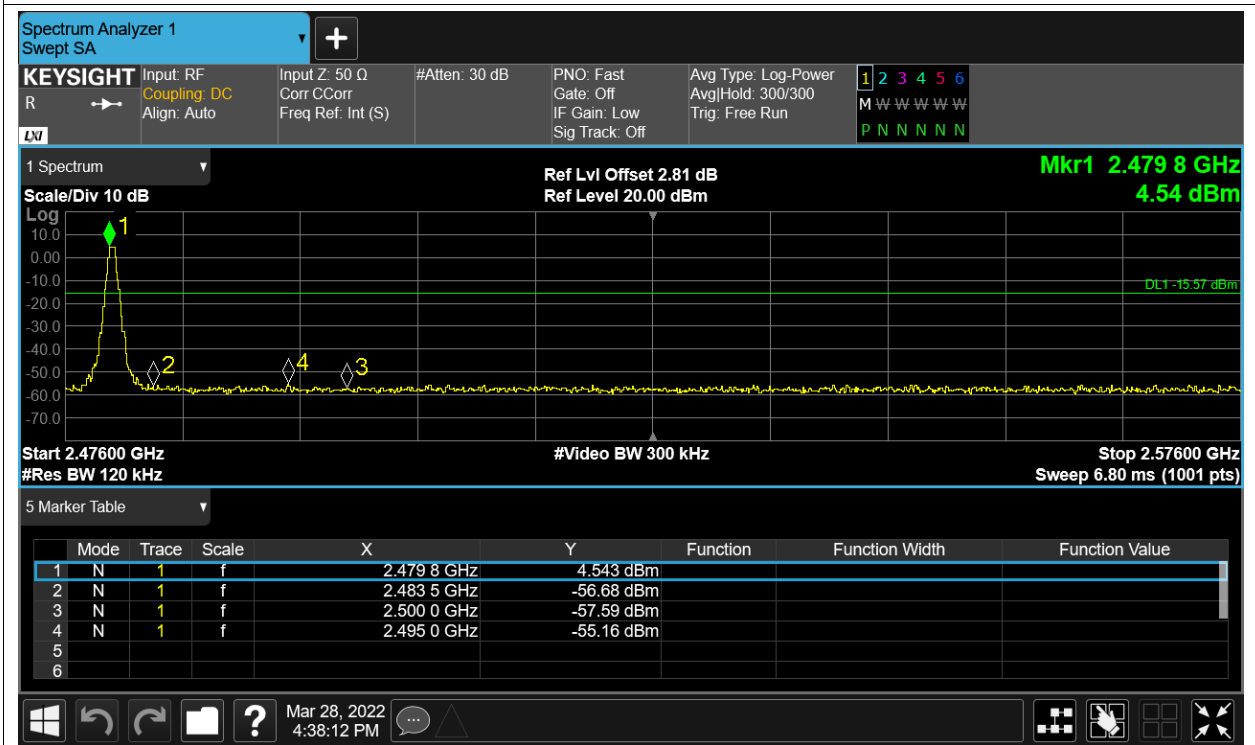 Spectrum Analyzer 1
Swept SA
KEYSIGHT
R
LXI
Input: RF
Coupling: DC
Align: Auto
Input Z: 50 Ω
Corr CCorr
Freq Ref: Int (S)
#Atten: 30 dB
PNO: Fast
Gate: Off
IF Gain: Low
Sig Track: Off
Avg Type: Log-Power
Avg|Hold: 300/300
Trig: Free Run
1 2 3 4 5 6
M W W W W W
P N N N N N
1 Spectrum
Scale/Div 10 dB
Ref Lvl Offset 2.81 dB
Ref Level 20.00 dBm
Mkr1 2.479 8 GHz
4.54 dBm
Log
10.0
0.00
-10.0
-20.0
-30.0
-40.0
-50.0
-60.0
-70.0
1
2
4
3
DL1 -15.57 dBm
Start 2.47600 GHz
#Res BW 120 kHz
#Video BW 300 kHz
Stop 2.57600 GHz
Sweep 6.80 ms (1001 pts)
5 Marker Table
Mode Trace Scale X Y Function Function Width Function Value
1 N 1 f 2.479 8 GHz 4.543 dBm
2 N 1 f 2.483 5 GHz -56.68 dBm
3 N 1 f 2.500 0 GHz -57.59 dBm
4 N 1 f 2.495 0 GHz -55.16 dBm
5
6
?
Mar 28, 2022
4:38:12 PM